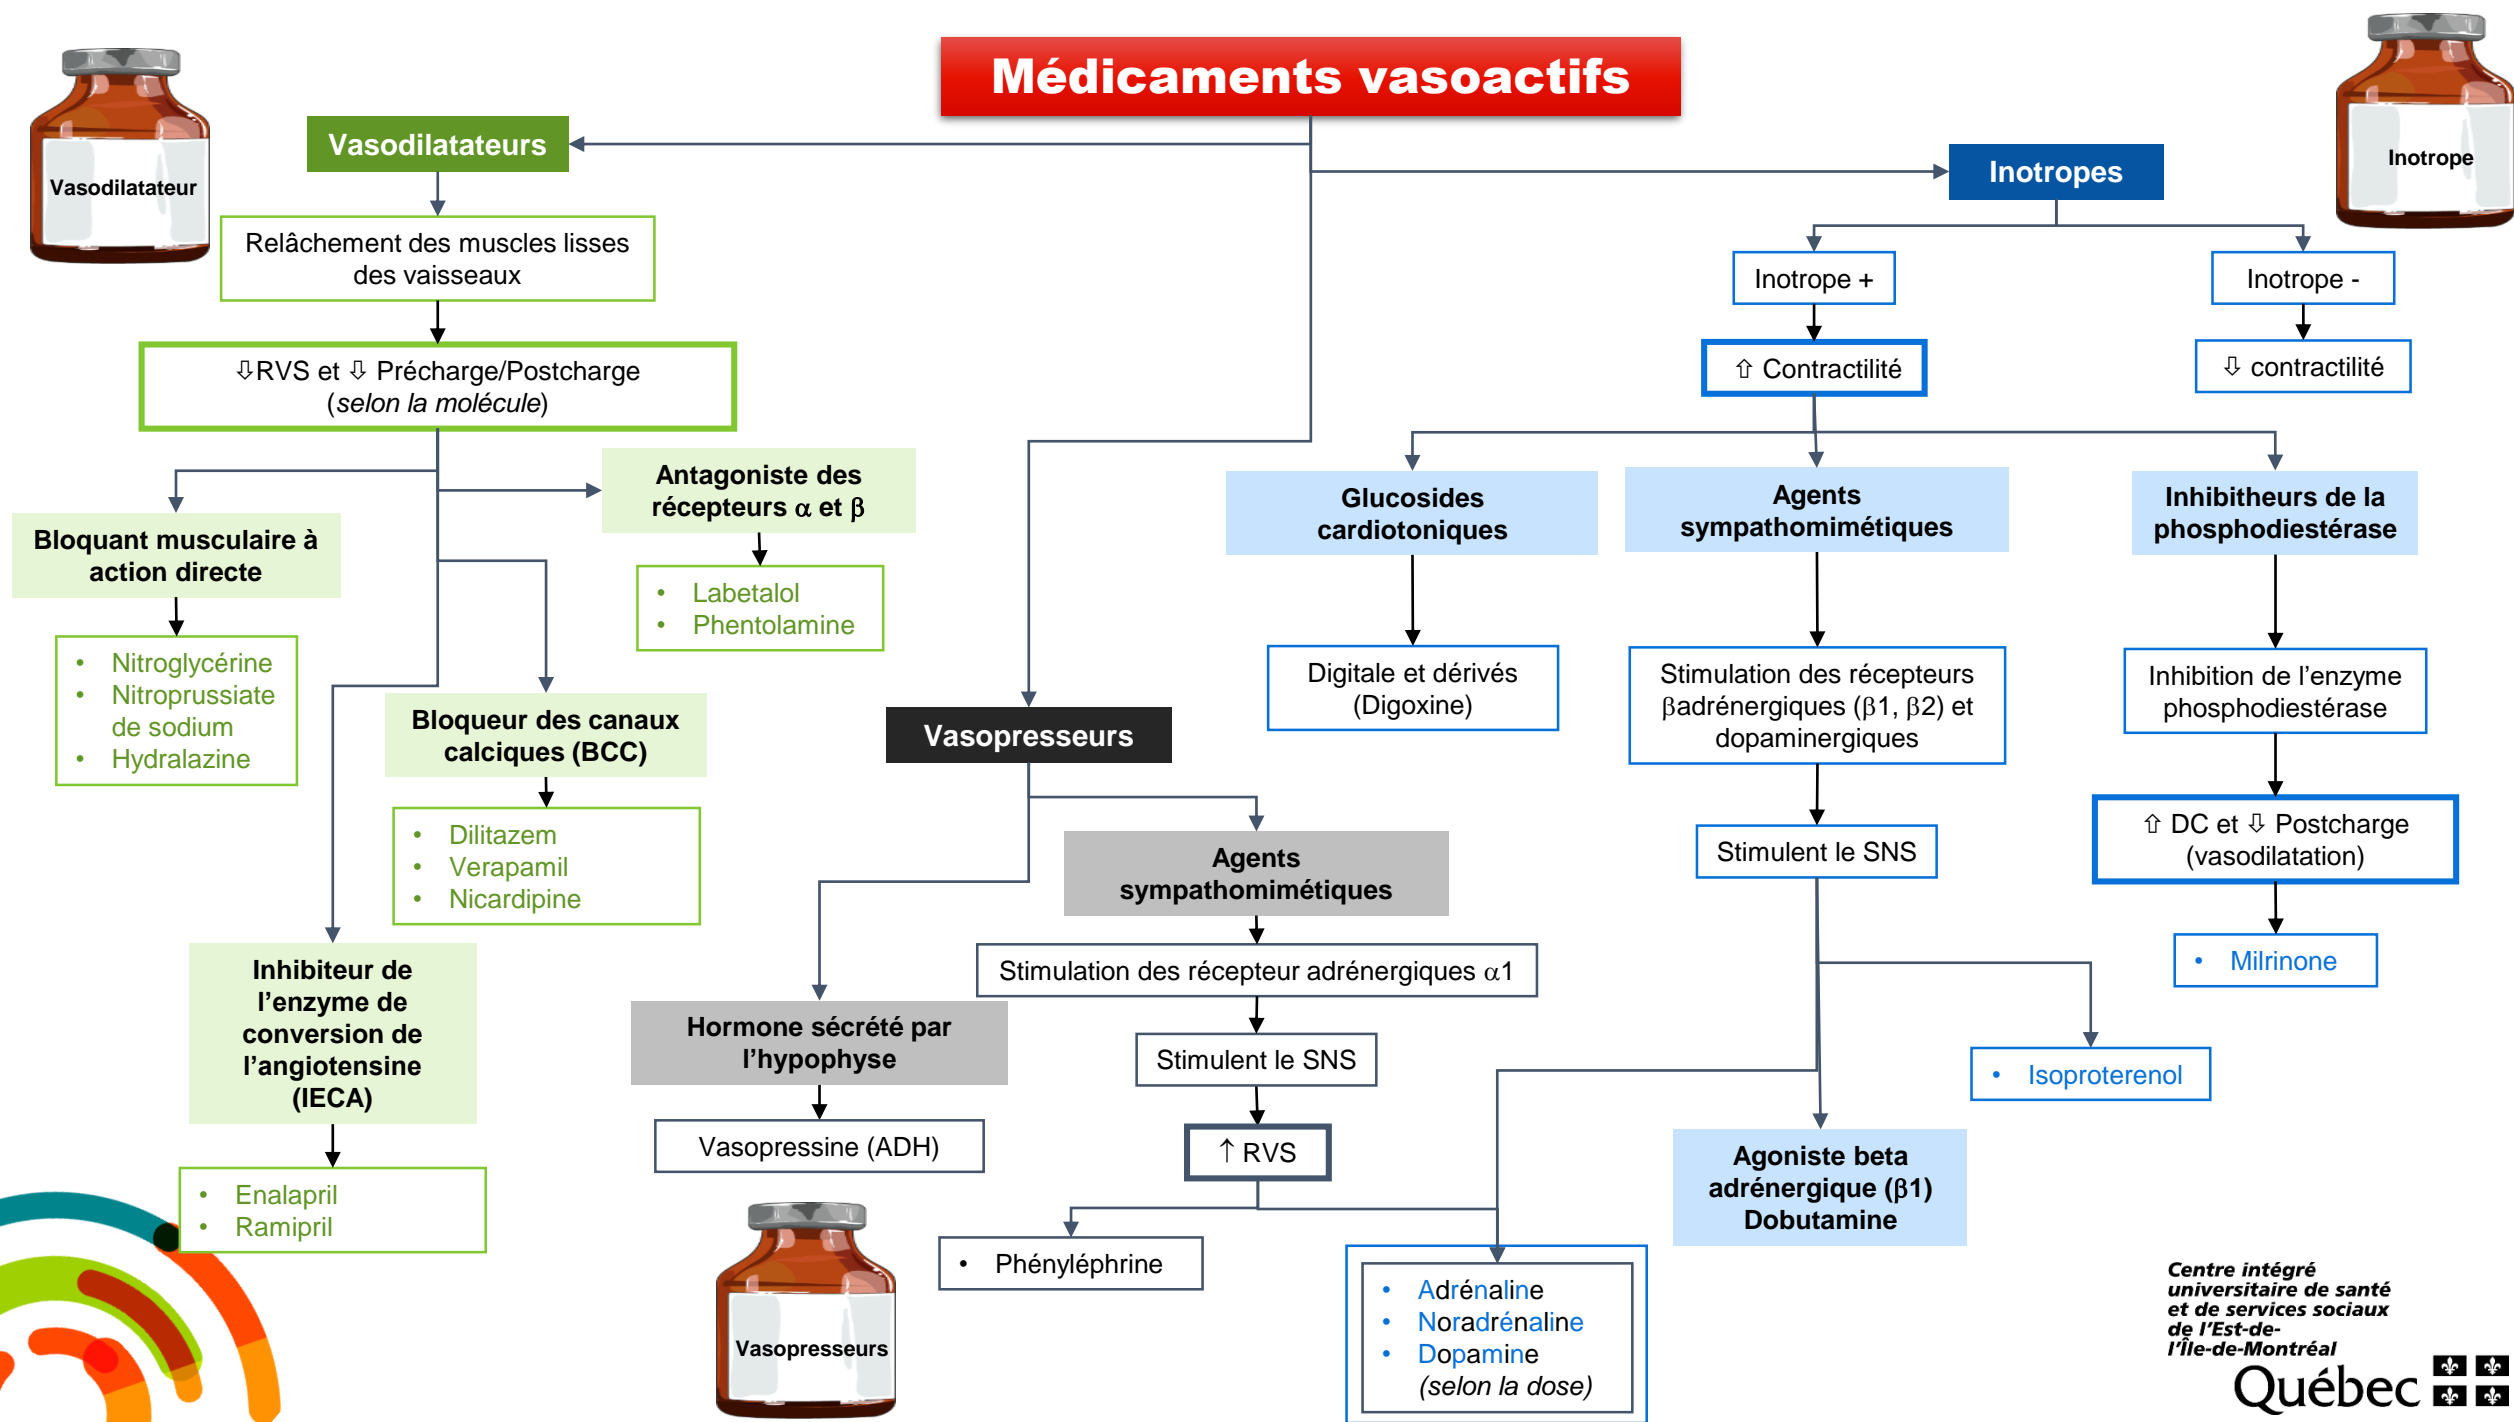 Médicaments vasoactifs
Vasodilatateur
Vasodilatateurs
Relâchement des muscles lisses
des vaisseaux
⇩RVS et ⇩ Précharge/Postcharge
(selon la molécule)
Bloquant musculaire à
action directe
• Nitroglycérine
• Nitroprussiate
de sodium
• Hydralazine
Antagoniste des
récepteurs α et β
• Labetalol
• Phentolamine
Bloqueur des canaux
calciques (BCC)
• Dilitazem
• Verapamil
• Nicardipine
Inhibiteur de
l’enzyme de
conversion de
l’angiotensine
(IECA)
• Enalapril
• Ramipril
Vasopresseurs
Hormone sécrété par
l’hypophyse
Vasopressine (ADH)
Agents
sympathomimétiques
Stimulation des récepteur adrénergiques α1
Stimulent le SNS
↑ RVS
• Phényléphrine
Vasopresseurs
• Adrénaline
• Noradrénaline
• Dopamine
(selon la dose)
Inotrope
Inotropes
Inotrope +
⇧ Contractilité
Inotrope -
⇩ contractilité
Glucosides
cardiotoniques
Digitale et dérivés
(Digoxine)
Agents
sympathomimétiques
Stimulation des récepteurs
βadrénergiques (β1, β2) et
dopaminergiques
Stimulent le SNS
• Isoproterenol
Agoniste beta
adrénergique (β1)
Dobutamine
Inhibitheurs de la
phosphodiestérase
Inhibition de l’enzyme
phosphodiestérase
⇧ DC et ⇩ Postcharge
(vasodilatation)
• Milrinone
Centre intégré
universitaire de santé
et de services sociaux
de l’Est-de-
l’Île-de-Montréal
Québec